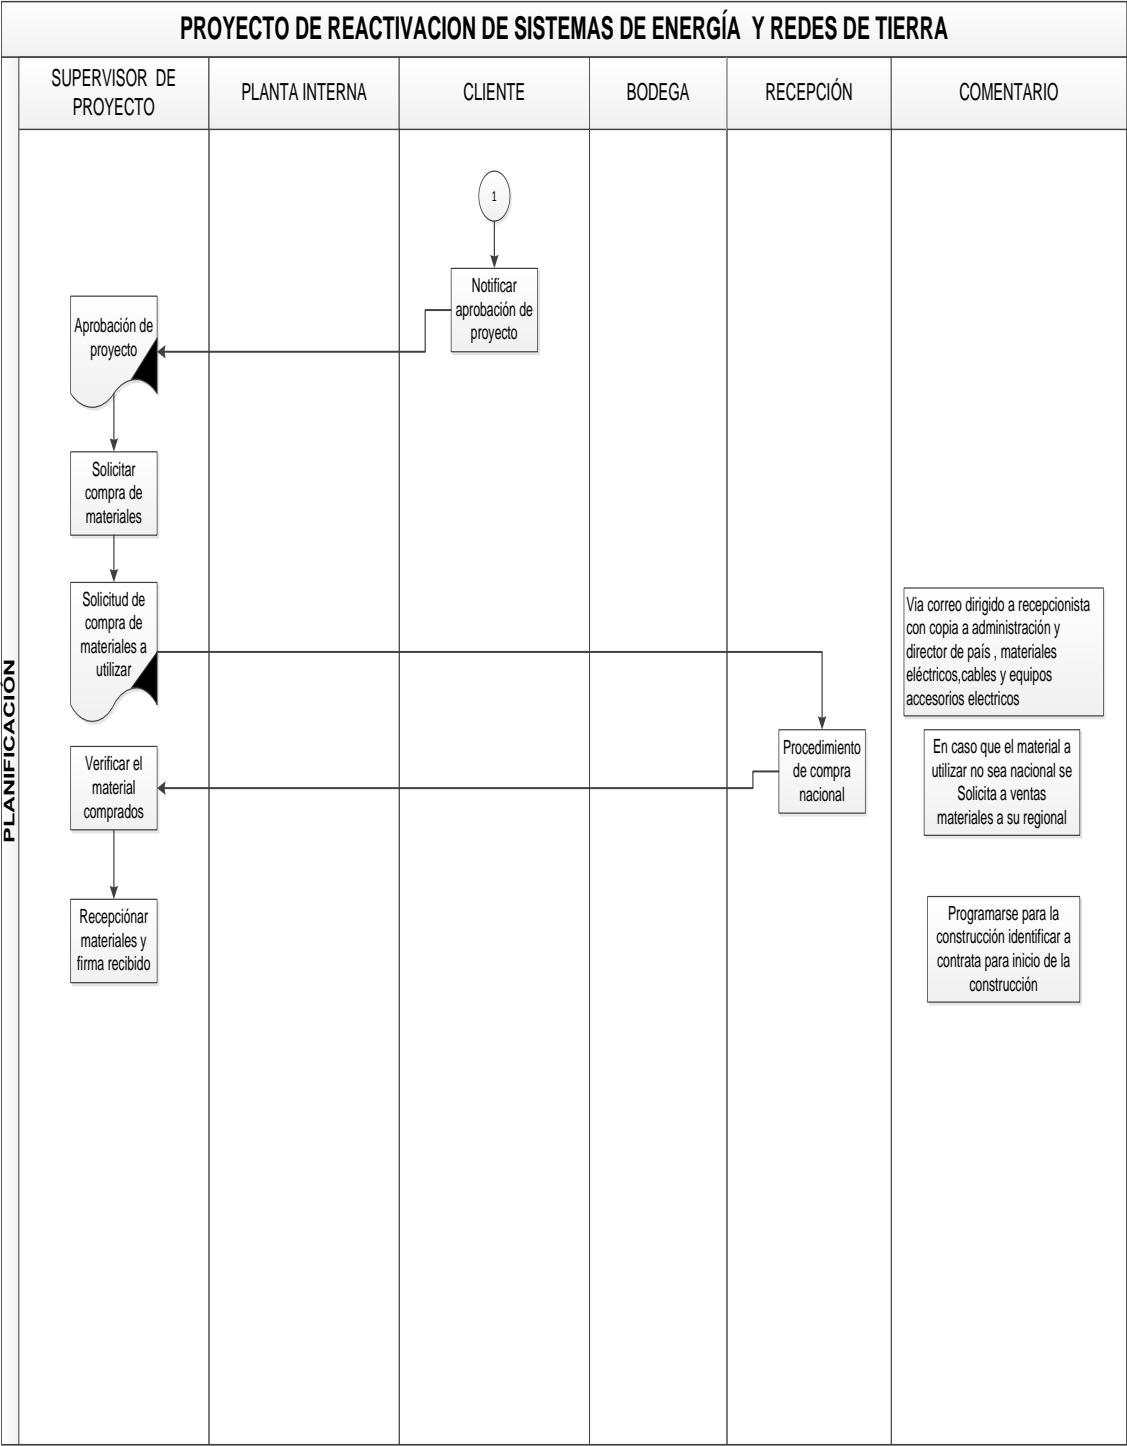 PROYECTO DE REACTIVACION DE SISTEMAS DE ENERGÍA Y REDES DE TIERRA
SUPERVISOR DE
PROYECTO
PLANTA INTERNA
CLIENTE
BODEGA
RECEPCIÓN
COMENTARIO
PLANIFICACIÓN
1
Notificar
aprobación de
proyecto
Aprobación de
proyecto
Solicitar
compra de
materiales
Solicitud de
compra de
materiales a
utilizar
Via correo dirigido a recepcionista
con copia a administración y
director de país , materiales
eléctricos,cables y equipos
accesorios electricos
Procedimiento
de compra
nacional
En caso que el material a
utilizar no sea nacional se
Solicita a ventas
materiales a su regional
Verificar el
material
comprados
Recepciónar
materiales y
firma recibido
Programarse para la
construcción identificar a
contrata para inicio de la
construcción